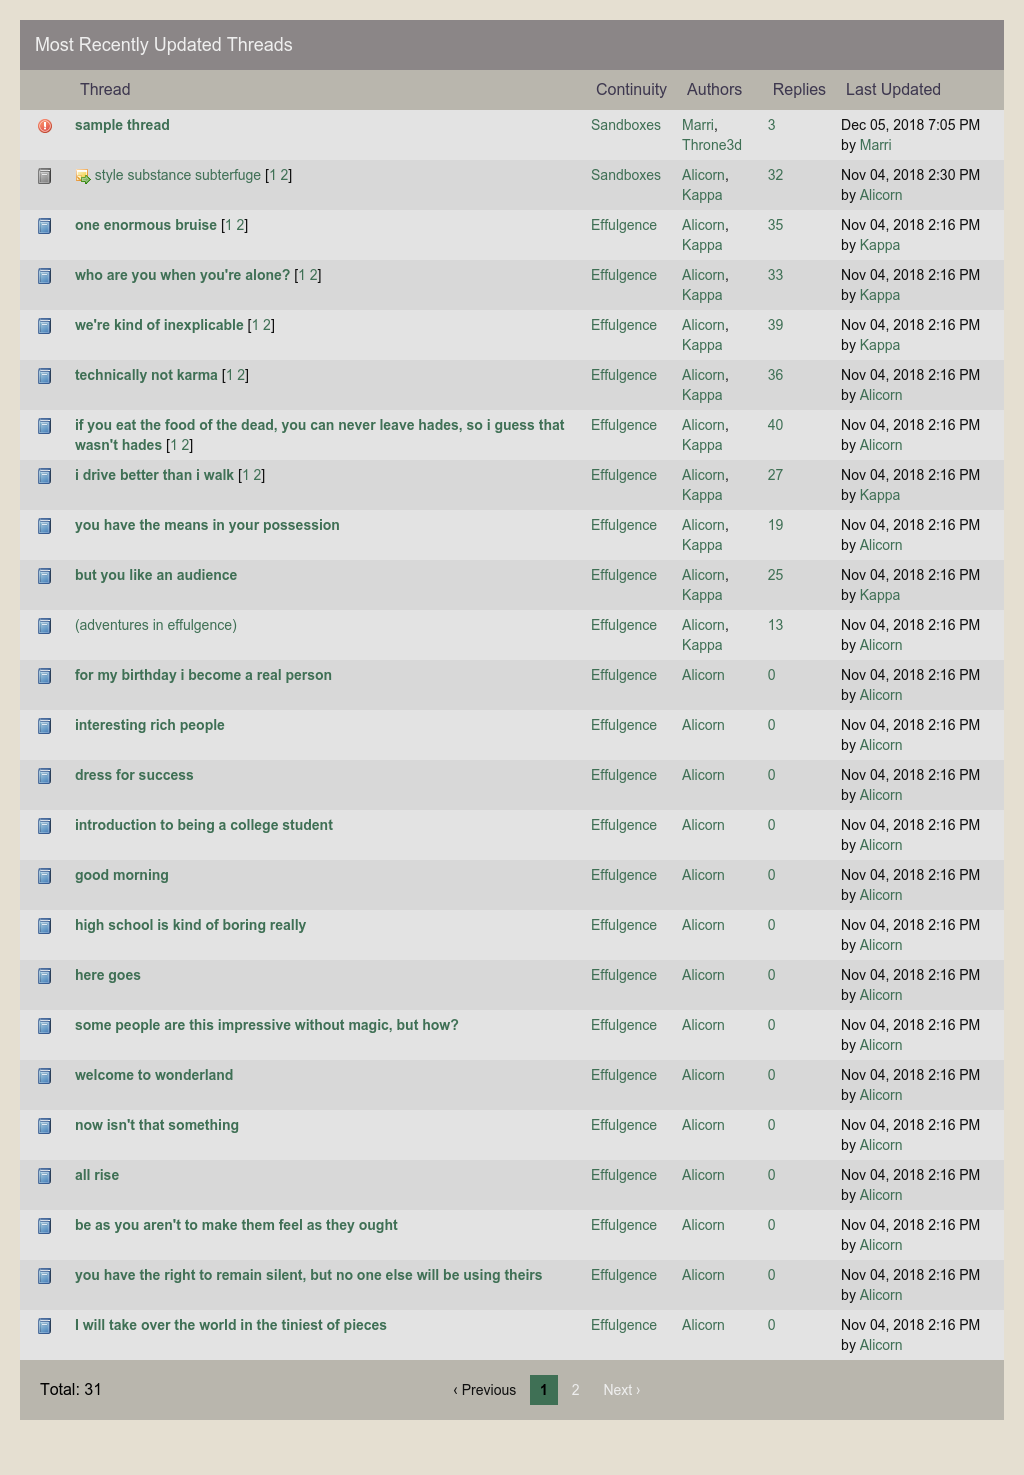 Most Recently Updated Threads
Thread Continuity Authors Replies Last Updated
sample thread Sandboxes Marri, 3 Dec 05, 2018 7:05 PM
Throne3d by Marri
style substance subterfuge [1 2] Sandboxes Alicorn, 32 Nov 04, 2018 2:30 PM
Kappa by Alicorn
one enormous bruise [1 2] Effulgence Alicorn, 35 Nov 04, 2018 2:16 PM
Kappa by Kappa
who are you when you're alone? [1 2] Effulgence Alicorn, 33 Nov 04, 2018 2:16 PM
Kappa by Kappa
we're kind of inexplicable [1 2] Effulgence Alicorn, 39 Nov 04, 2018 2:16 PM
Kappa by Kappa
technically not karma [1 2] Effulgence Alicorn, 36 Nov 04, 2018 2:16 PM
Kappa by Alicorn
if you eat the food of the dead, you can never leave hades, so i guess that Effulgence Alicorn, 40 Nov 04, 2018 2:16 PM
wasn't hades [1 2] Kappa by Alicorn
i drive better than i walk [1 2] Effulgence Alicorn, 27 Nov 04, 2018 2:16 PM
Kappa by Kappa
you have the means in your possession Effulgence Alicorn, 19 Nov 04, 2018 2:16 PM
Kappa by Alicorn
but you like an audience Effulgence Alicorn, 25 Nov 04, 2018 2:16 PM
Kappa by Kappa
(adventures in effulgence) Effulgence Alicorn, 13 Nov 04, 2018 2:16 PM
Kappa by Alicorn
for my birthday i become a real person Effulgence Alicorn 0 Nov 04, 2018 2:16 PM
by Alicorn
interesting rich people Effulgence Alicorn 0 Nov 04, 2018 2:16 PM
by Alicorn
dress for success Effulgence Alicorn 0 Nov 04, 2018 2:16 PM
by Alicorn
introduction to being a college student Effulgence Alicorn 0 Nov 04, 2018 2:16 PM
by Alicorn
good morning Effulgence Alicorn 0 Nov 04, 2018 2:16 PM
by Alicorn
high school is kind of boring really Effulgence Alicorn 0 Nov 04, 2018 2:16 PM
by Alicorn
here goes Effulgence Alicorn 0 Nov 04, 2018 2:16 PM
by Alicorn
some people are this impressive without magic, but how? Effulgence Alicorn 0 Nov 04, 2018 2:16 PM
by Alicorn
welcome to wonderland Effulgence Alicorn 0 Nov 04, 2018 2:16 PM
by Alicorn
now isn't that something Effulgence Alicorn 0 Nov 04, 2018 2:16 PM
by Alicorn
all rise Effulgence Alicorn 0 Nov 04, 2018 2:16 PM
by Alicorn
be as you aren't to make them feel as they ought Effulgence Alicorn 0 Nov 04, 2018 2:16 PM
by Alicorn
you have the right to remain silent, but no one else will be using theirs Effulgence Alicorn 0 Nov 04, 2018 2:16 PM
by Alicorn
I will take over the world in the tiniest of pieces Effulgence Alicorn 0 Nov 04, 2018 2:16 PM
by Alicorn
Total: 31 ‹ Previous 1 2 Next ›